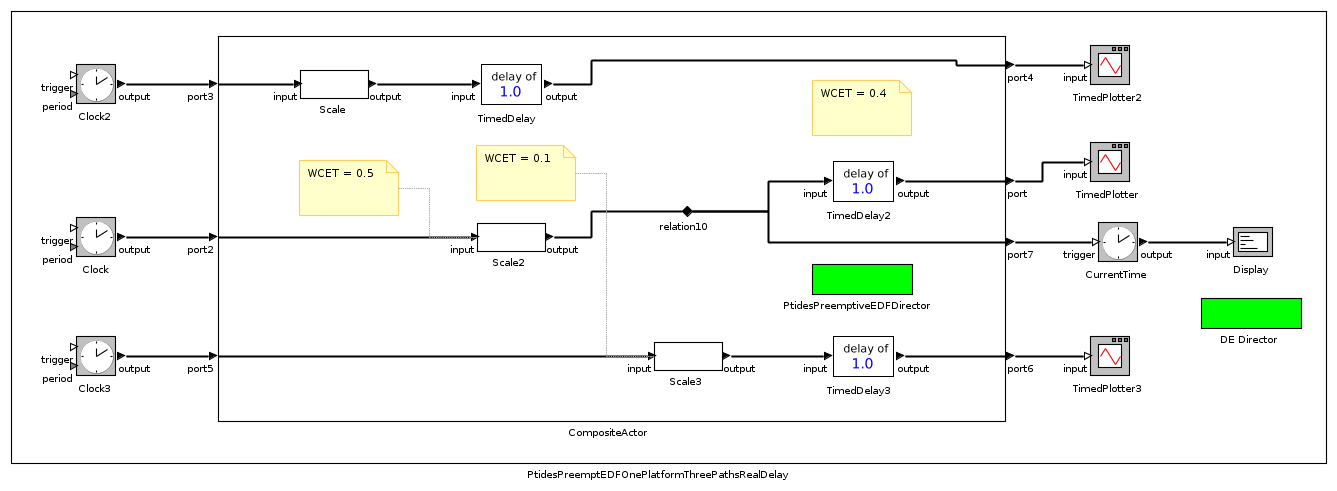 trigger
period
output
Clock2
port3
input
output
Scale
delay of
1.0
input
output
TimedDelay
WCET = 0.4
port4
input
TimedPlotter2
WCET = 0.5
WCET = 0.1
trigger
period
output
Clock
port2
input
output
Scale2
relation10
delay of
1.0
input
output
TimedDelay2
port
input
TimedPlotter
port7
trigger
output
CurrentTime
input
Display
PtidesPreemptiveEDFDirector
DE Director
trigger
period
output
Clock3
port5
input
output
Scale3
delay of
1.0
input
output
TimedDelay3
port6
input
TimedPlotter3
CompositeActor
PtidesPreemptEDFOnePlatformThreePathsRealDelay